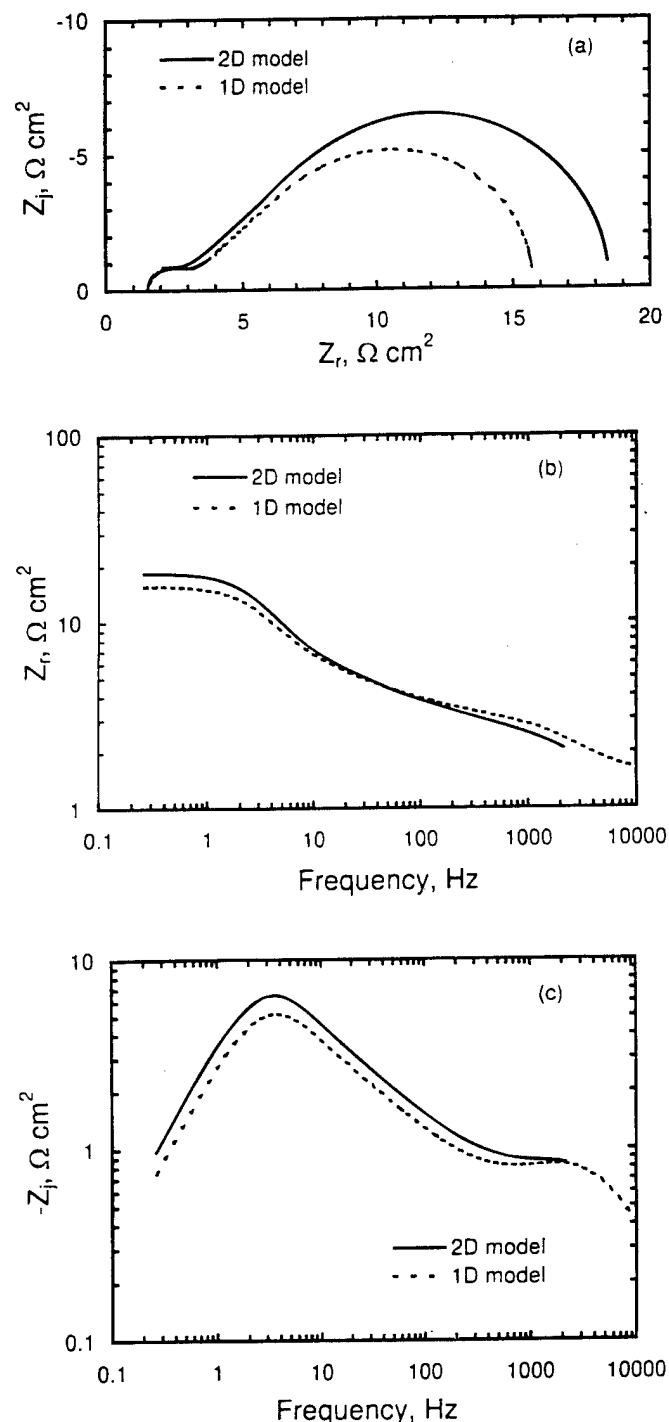 -10
(a)
2D model
1D model
Z_j, Ω cm²
-5
0
0 5 10 15 20
Z_r, Ω cm²
100
(b)
2D model
1D model
Z_r, Ω cm²
10
1
0.1 1 10 100 1000 10000
Frequency, Hz
10
(c)
-Z_j, Ω cm²
1
2D model
1D model
0.1
0.1 1 10 100 1000 10000
Frequency, Hz